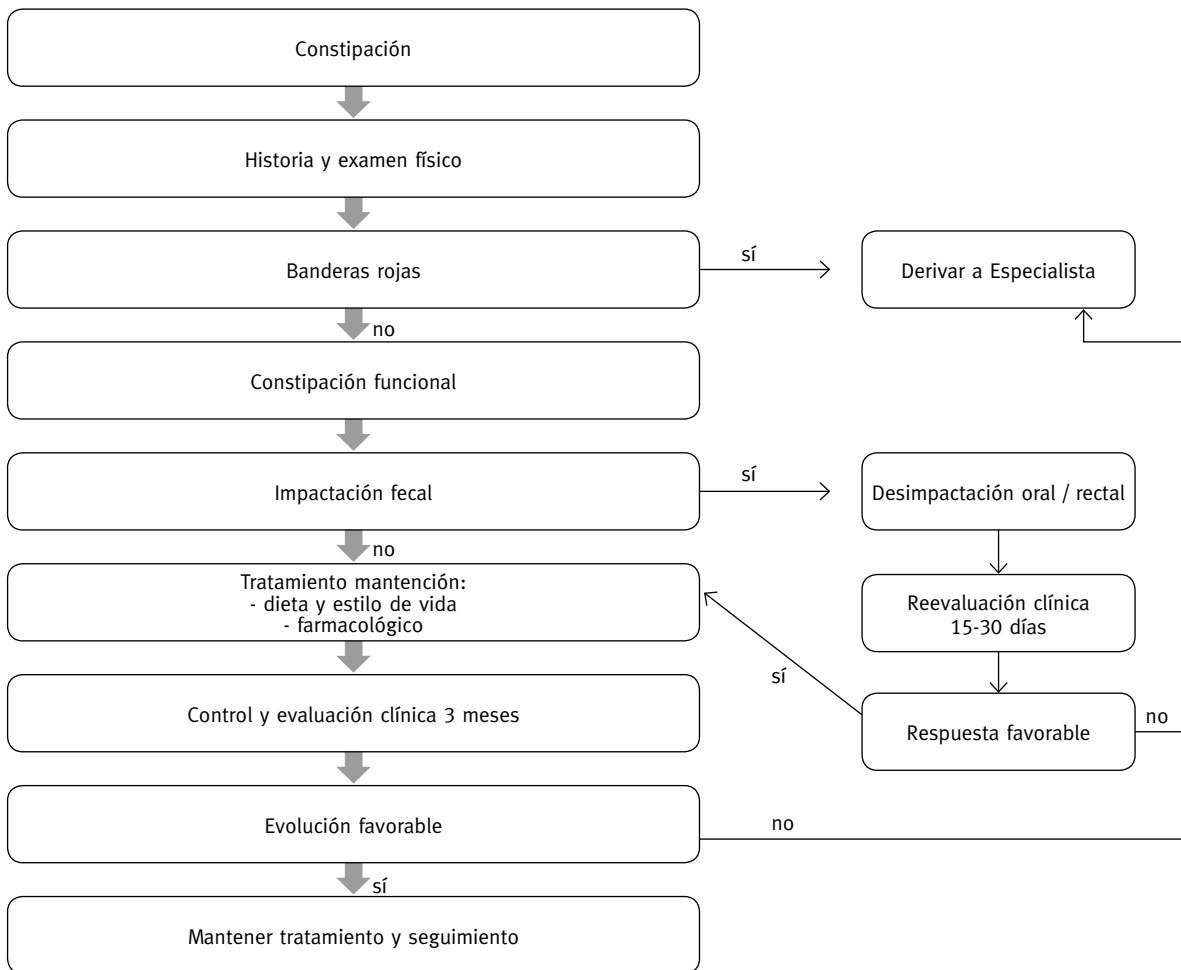 Constipación
Historia y examen físico
Banderas rojas
sí
Derivar a Especialista
no
Constipación funcional
Impactación fecal
sí
Desimpactación oral / rectal
no
Tratamiento mantención:
- dieta y estilo de vida
- farmacológico
Reevaluación clínica
15-30 días
sí
Control y evaluación clínica 3 meses
Respuesta favorable
no
Evolución favorable
no
sí
Mantener tratamiento y seguimiento